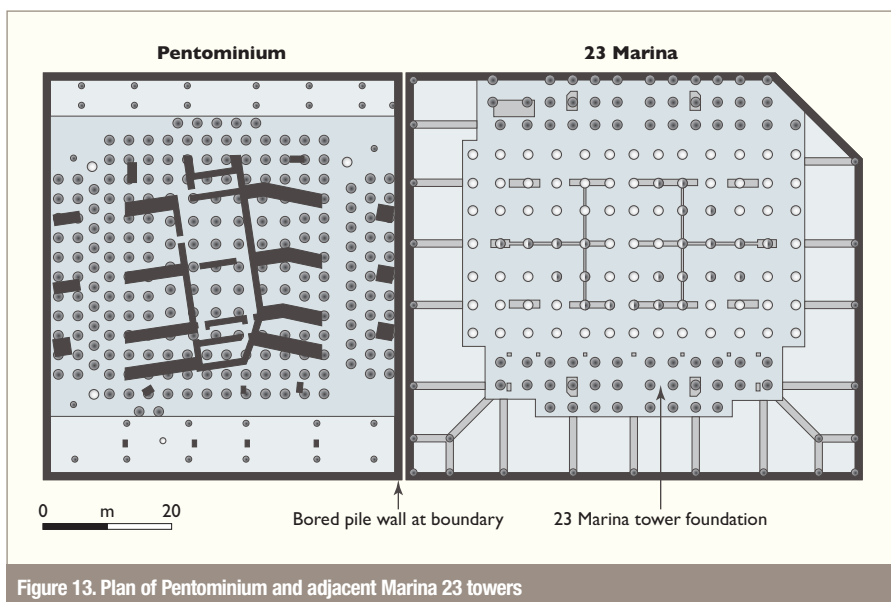 Pentominium
23 Marina
0 m 20
Bored pile wall at boundary
23 Marina tower foundation
Figure 13. Plan of Pentominium and adjacent Marina 23 towers